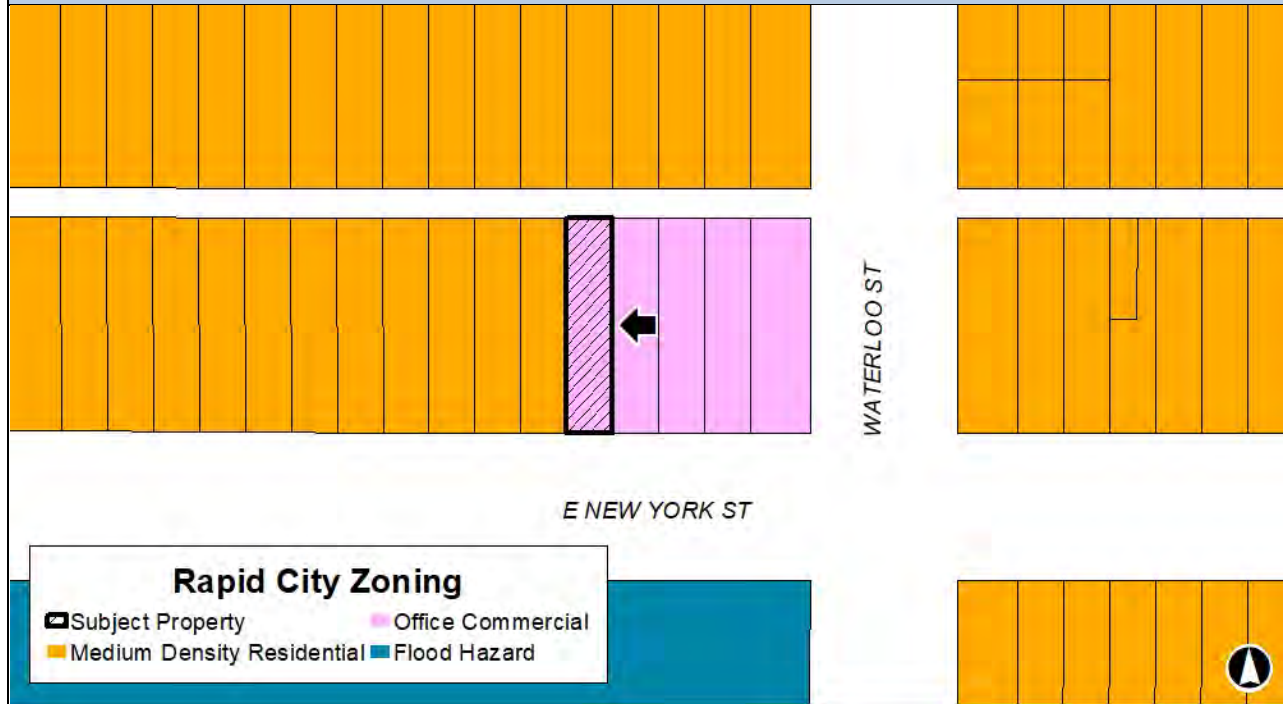 WATERLOO ST
E NEW YORK ST
Rapid City Zoning
Subject Property
Office Commercial
Medium Density Residential
Flood Hazard